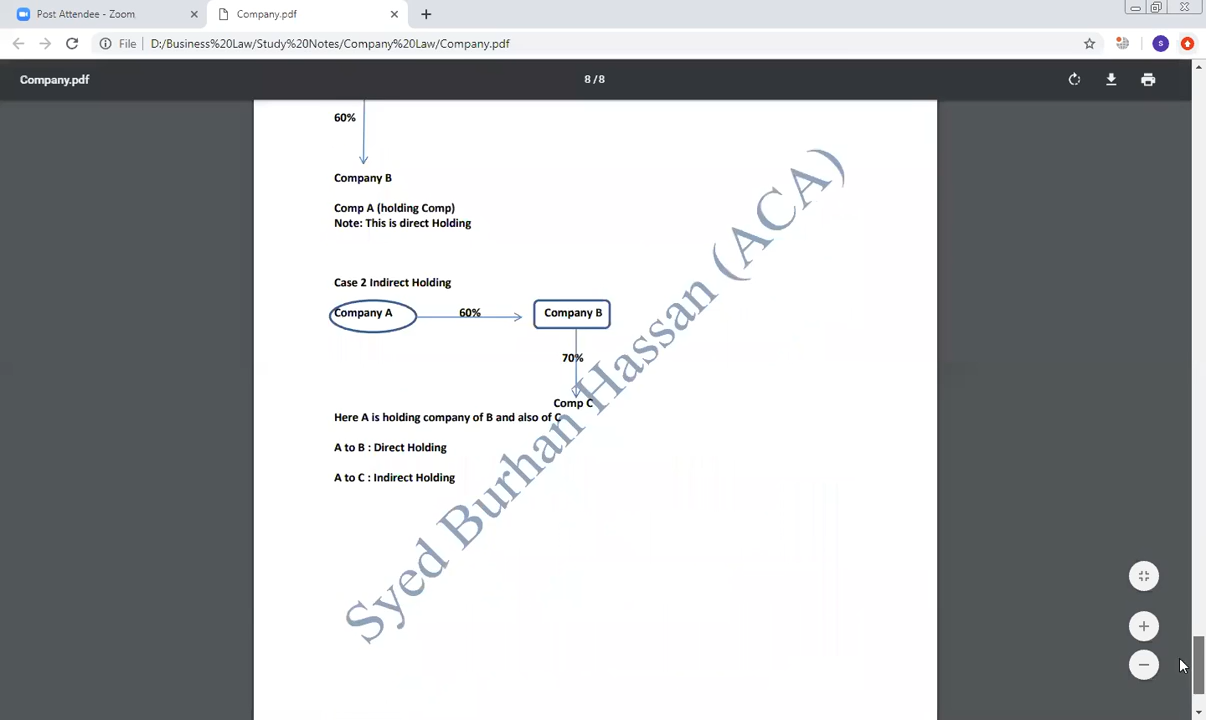 Post Attendee - Zoom
Company.pdf
File
D:/Business%20Law/Study%20Notes/Company%20Law/Company.pdf
S
Company.pdf
8 / 8
60%
Company B
Comp A (holding Comp)
Note: This is direct Holding
Case 2 Indirect Holding
Company A
60%
Company B
70%
Comp C
Here A is holding company of B and also of C
A to B : Direct Holding
A to C : Indirect Holding
Syed Burhan Hassan (ACA)